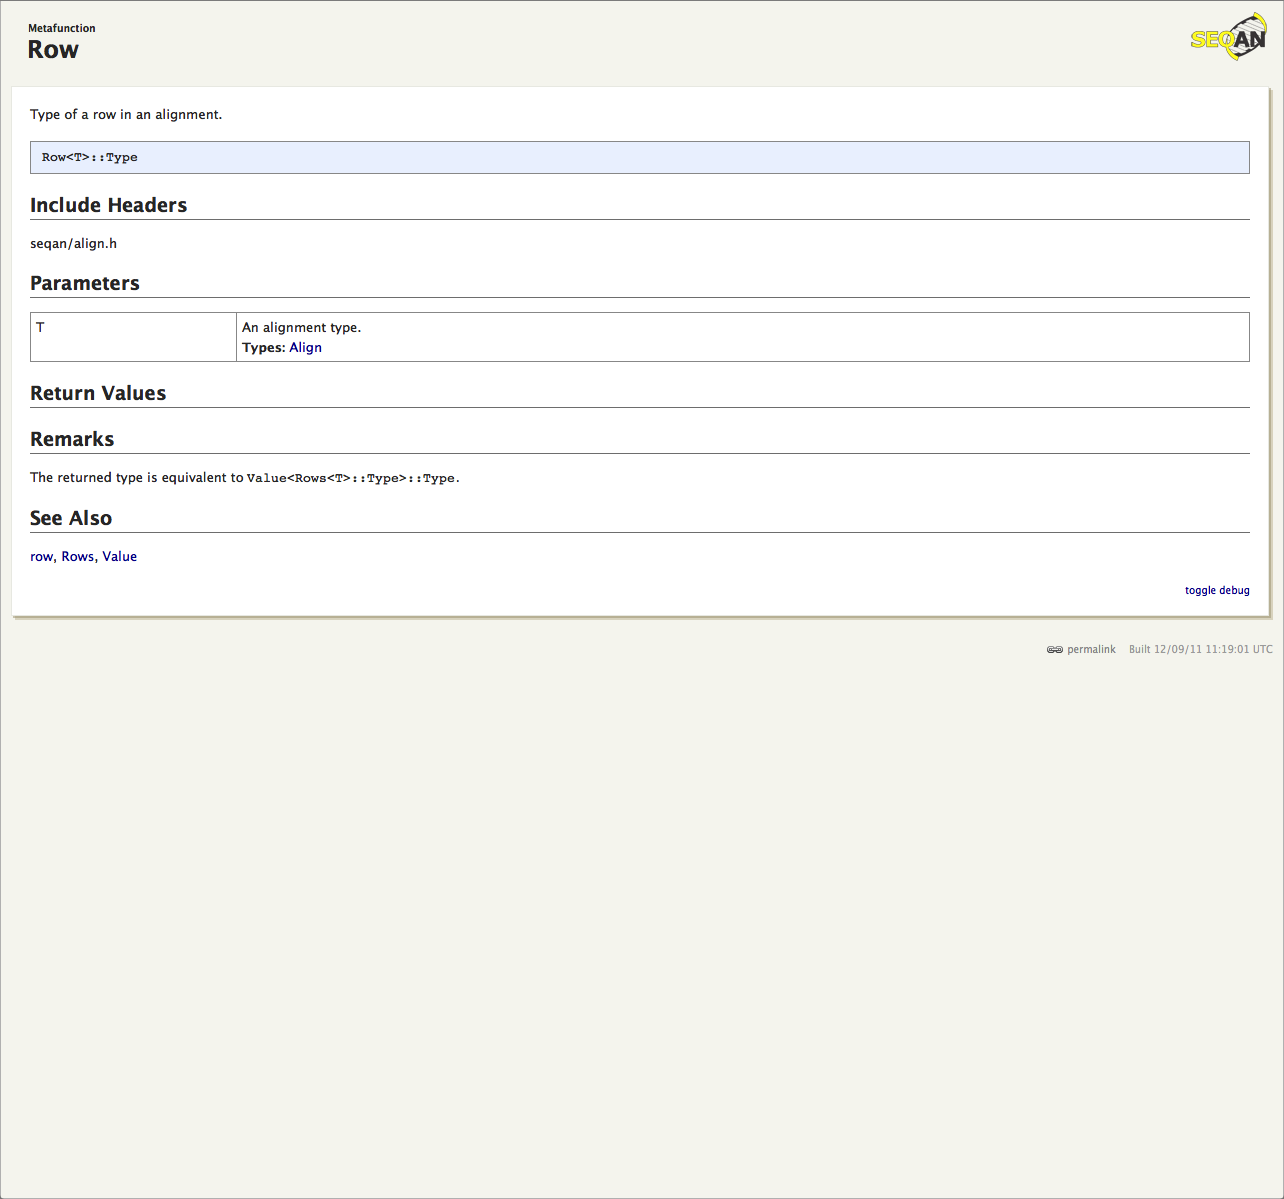 Metafunction
Row
SEQAN
Type of a row in an alignment.
Row<T>::Type
Include Headers
seqan/align.h
Parameters
T
An alignment type.
Types: Align
Return Values
Remarks
The returned type is equivalent to Value<Rows<T>::Type>::Type.
See Also
row, Rows, Value
toggle debug
permalink Built 12/09/11 11:19:01 UTC